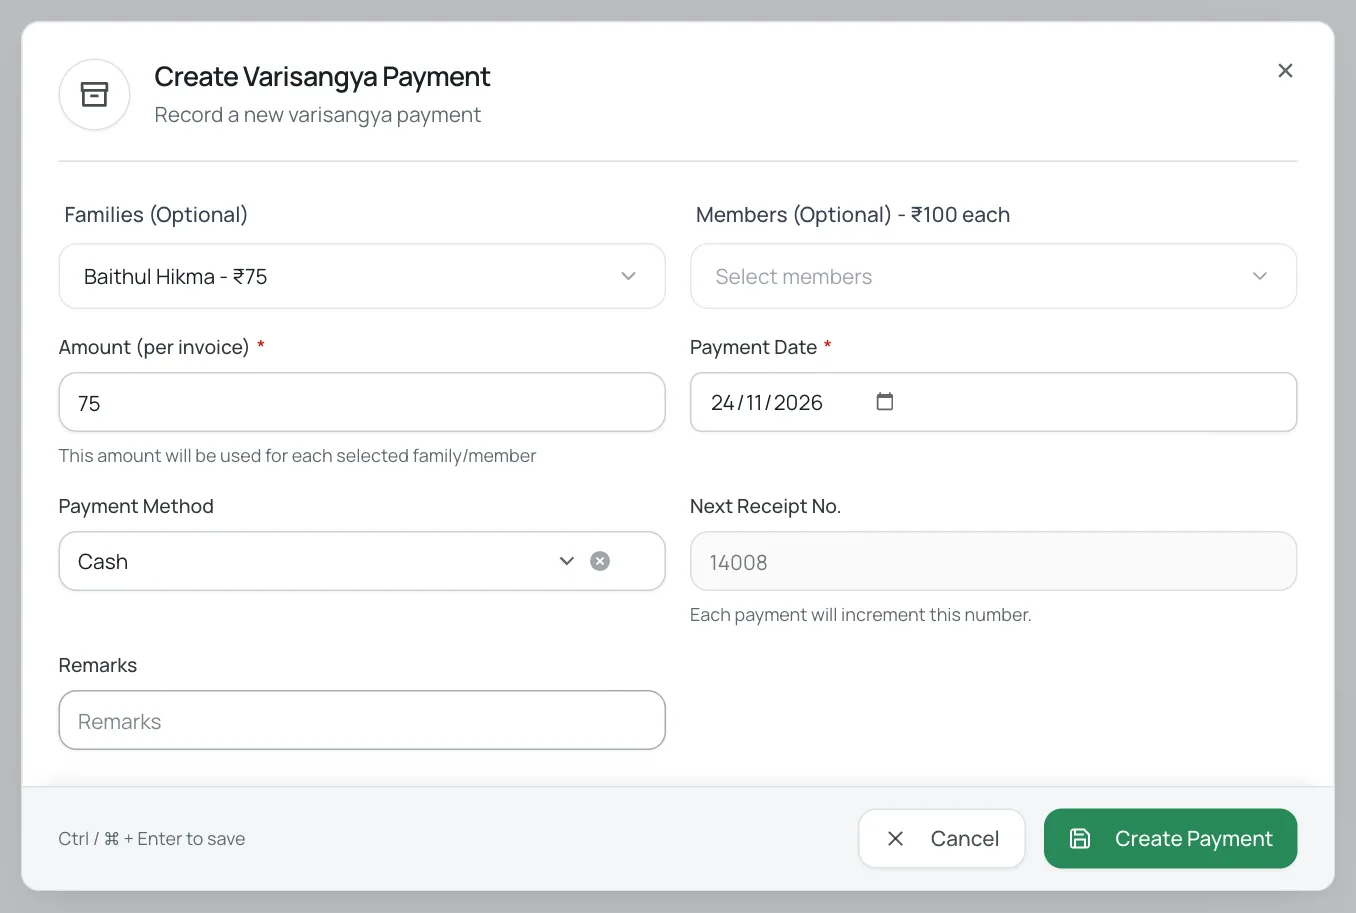 Create Varisangya Payment
Record a new varisangya payment
Families (Optional)
Baithul Hikma - ₹75
Members (Optional) - ₹100 each
Select members
Amount (per invoice) *
75
This amount will be used for each selected family/member
Payment Date *
24/11/2026
Payment Method
Cash
Next Receipt No.
14008
Each payment will increment this number.
Remarks
Remarks
Ctrl / ⌘ + Enter to save
Cancel
Create Payment